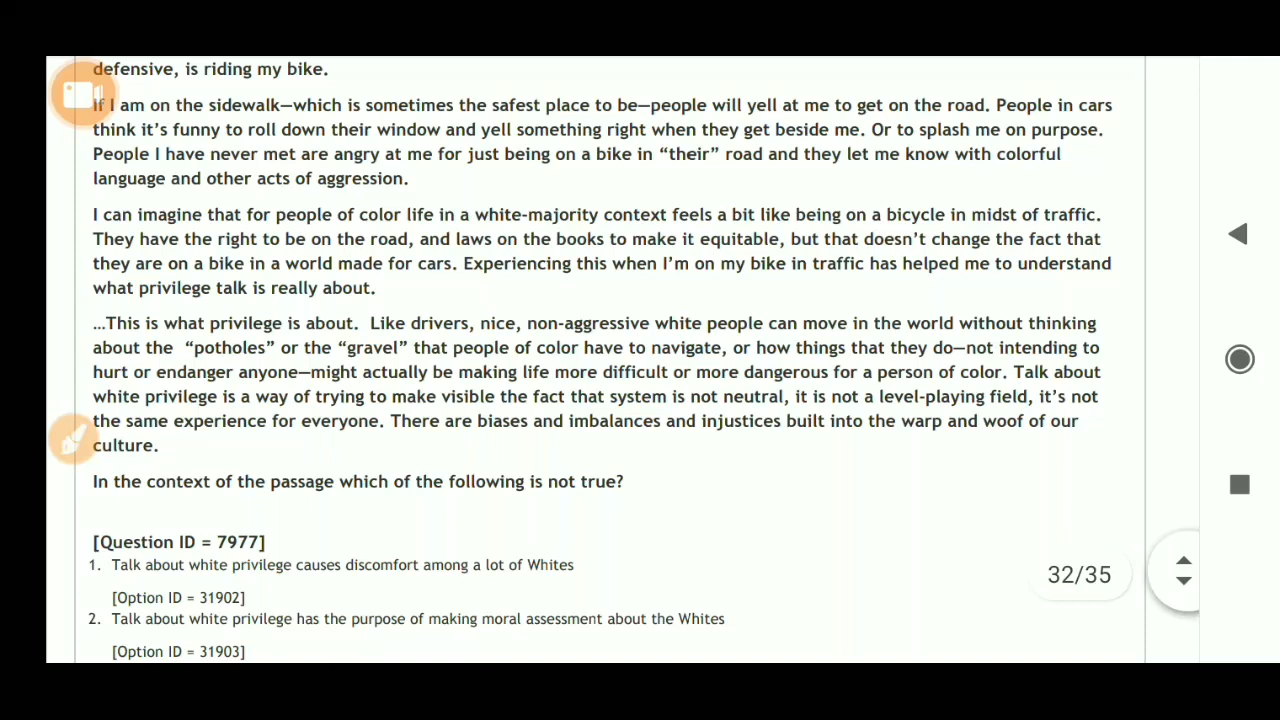 defensive, is riding my bike.
If I am on the sidewalk—which is sometimes the safest place to be—people will yell at me to get on the road. People in cars
think it's funny to roll down their window and yell something right when they get beside me. Or to splash me on purpose.
People I have never met are angry at me for just being on a bike in “their” road and they let me know with colorful
language and other acts of aggression.
I can imagine that for people of color life in a white-majority context feels a bit like being on a bicycle in midst of traffic.
They have the right to be on the road, and laws on the books to make it equitable, but that doesn't change the fact that
they are on a bike in a world made for cars. Experiencing this when I'm on my bike in traffic has helped me to understand
what privilege talk is really about.
...This is what privilege is about. Like drivers, nice, non-aggressive white people can move in the world without thinking
about the “potholes” or the “gravel” that people of color have to navigate, or how things that they do—not intending to
hurt or endanger anyone—might actually be making life more difficult or more dangerous for a person of color. Talk about
white privilege is a way of trying to make visible the fact that system is not neutral, it is not a level-playing field, it's not
the same experience for everyone. There are biases and imbalances and injustices built into the warp and woof of our
culture.
In the context of the passage which of the following is not true?
[Question ID = 7977]
1. Talk about white privilege causes discomfort among a lot of Whites
[Option ID = 31902]
32/35
2. Talk about white privilege has the purpose of making moral assessment about the Whites
[Option ID = 31903]